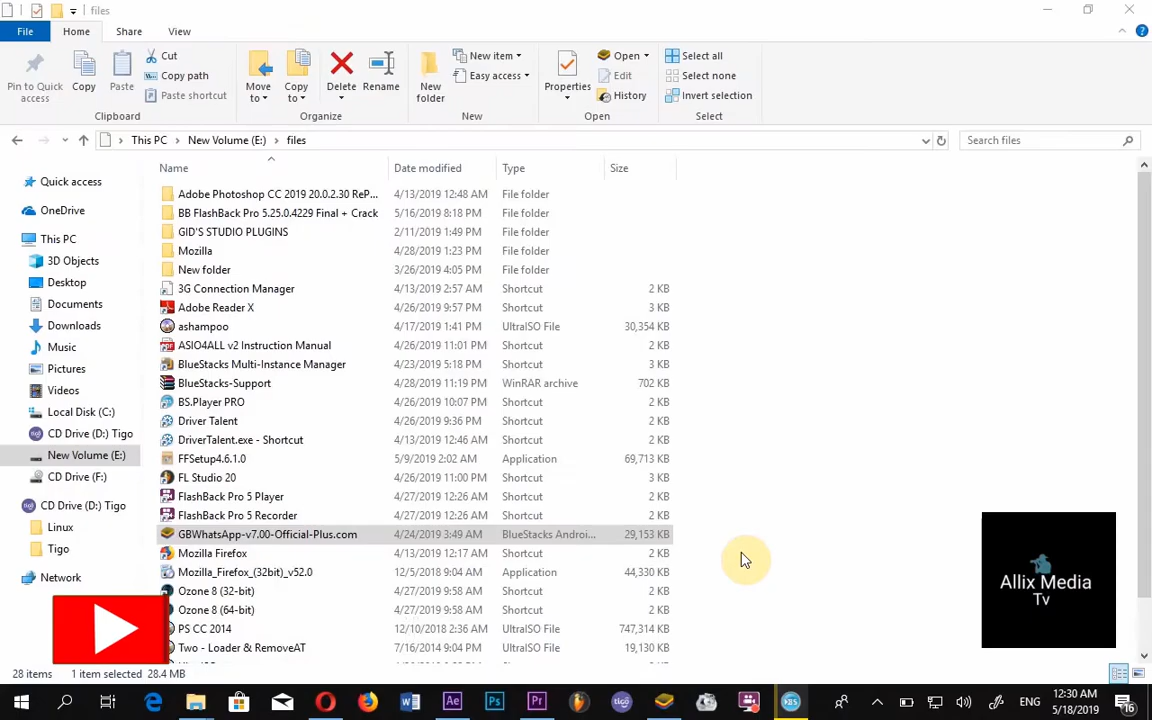 files
File
Home
Share
View
Pin to Quick access
Copy
Paste
Cut
Copy path
Paste shortcut
Move to
Copy to
Delete
Rename
New folder
New item
Easy access
Properties
Open
Edit
History
Select all
Select none
Invert selection
Clipboard
Organize
New
Open
Select
This PC > New Volume (E:) > files
Search files
Name
Date modified
Type
Size
Quick access
OneDrive
This PC
3D Objects
Desktop
Documents
Downloads
Music
Pictures
Videos
Local Disk (C:)
CD Drive (D:) Tigo
New Volume (E:)
CD Drive (F:)
CD Drive (D:) Tigo
Linux
Tigo
Network
Adobe Photoshop CC 2019 20.0.2.30 ReP... 4/13/2019 12:48 AM File folder
BB FlashBack Pro 5.25.0.4229 Final + Crack 5/16/2019 8:18 PM File folder
GID'S STUDIO PLUGINS 2/11/2019 1:49 PM File folder
Mozilla 4/28/2019 1:23 PM File folder
New folder 3/26/2019 4:05 PM File folder
3G Connection Manager 4/13/2019 2:57 AM Shortcut 2 KB
Adobe Reader X 4/26/2019 9:57 PM Shortcut 3 KB
ashampoo 4/17/2019 1:41 PM UltraISO File 30,354 KB
ASIO4ALL v2 Instruction Manual 4/26/2019 11:01 PM Shortcut 2 KB
BlueStacks Multi-Instance Manager 4/23/2019 5:18 PM Shortcut 2 KB
BlueStacks-Support 4/28/2019 11:19 PM WinRAR archive 702 KB
BS.Player PRO 4/26/2019 10:07 PM Shortcut 2 KB
Driver Talent 4/26/2019 9:36 PM Shortcut 2 KB
DriverTalent.exe - Shortcut 4/13/2019 12:46 AM Shortcut 2 KB
FFSetup4.6.1.0 5/9/2019 2:02 AM Application 69,713 KB
FL Studio 20 4/26/2019 11:00 PM Shortcut 3 KB
FlashBack Pro 5 Player 4/27/2019 12:26 AM Shortcut 2 KB
FlashBack Pro 5 Recorder 4/27/2019 12:26 AM Shortcut 2 KB
GBWhatsApp-v7.00-Official-Plus.com 4/24/2019 3:49 AM BlueStacks Androi... 29,153 KB
Mozilla Firefox 4/13/2019 12:17 AM Shortcut 2 KB
Mozilla_Firefox_(32bit)_v52.0 12/5/2018 9:04 AM Application 44,330 KB
Ozone 8 (32-bit) 4/27/2019 9:58 AM Shortcut 2 KB
Ozone 8 (64-bit) 4/27/2019 9:58 AM Shortcut 2 KB
PS CC 2014 12/10/2018 2:36 AM UltraISO File 747,314 KB
Two - Loader & RemoveAT 7/16/2014 9:04 PM UltraISO File 19,130 KB
Allix Media
Tv
28 items 1 item selected 28.4 MB
ENG
12:30 AM
5/18/2019
16